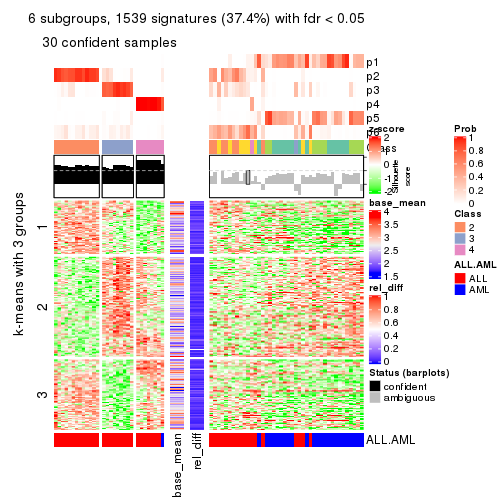 6 subgroups, 1539 signatures (37.4%) with fdr < 0.05
30 confident samples
p1
p2
p3
p4
p5
p6
Class
Silhouette
score
k-means with 3 groups
1
2
3
base_mean
rel_diff
ALL.AML
z-score
2
1
0
-1
-2
base_mean
4
3.5
3
2.5
2
1.5
rel_diff
1
0.8
0.6
0.4
0.2
0
Status (barplots)
confident
ambiguous
Prob
1
0.8
0.6
0.4
0.2
0
Class
2
3
4
ALL.AML
ALL
AML